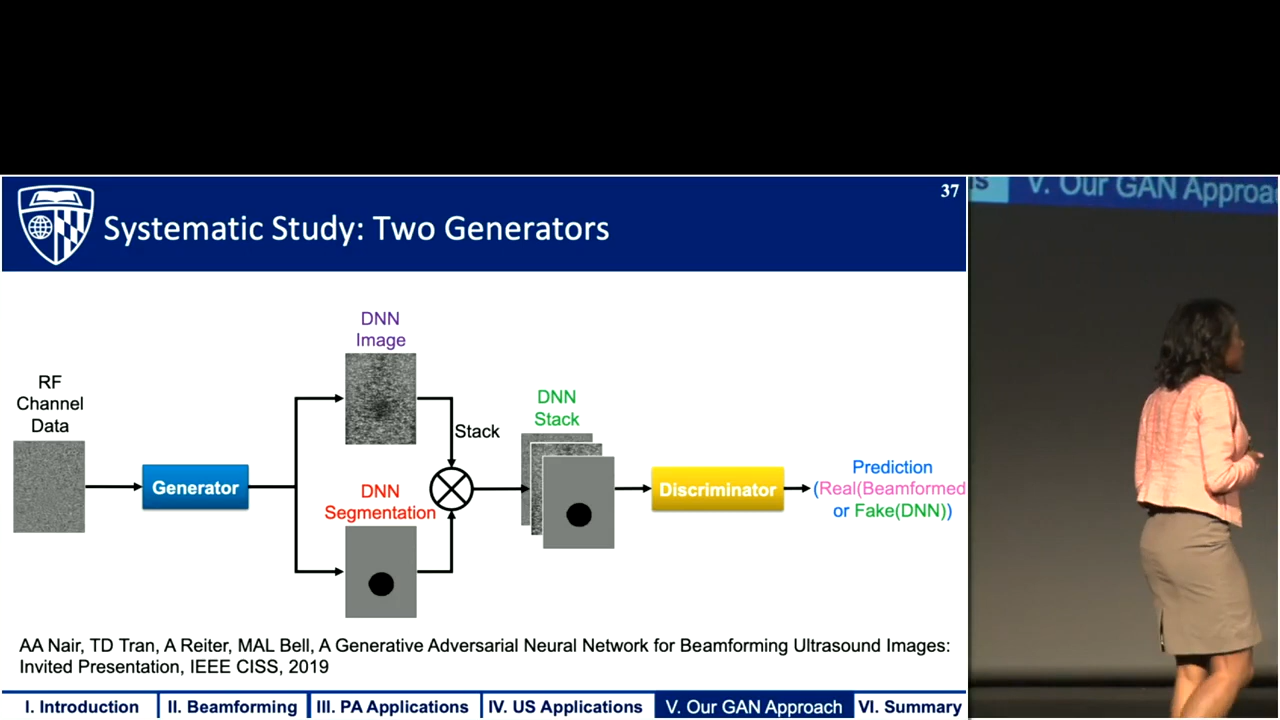 37
Systematic Study: Two Generators
DNN
Image
RF
Channel
Data
Stack
DNN
Stack
Generator
DNN
Segmentation
Discriminator
Prediction
(Real(Beamformed
or Fake(DNN))
AA Nair, TD Tran, A Reiter, MAL Bell, A Generative Adversarial Neural Network for Beamforming Ultrasound Images:
Invited Presentation, IEEE CISS, 2019
I. Introduction
II. Beamforming
III. PA Applications
IV. US Applications
V. Our GAN Approach
VI. Summary
V. Our GAN Approa